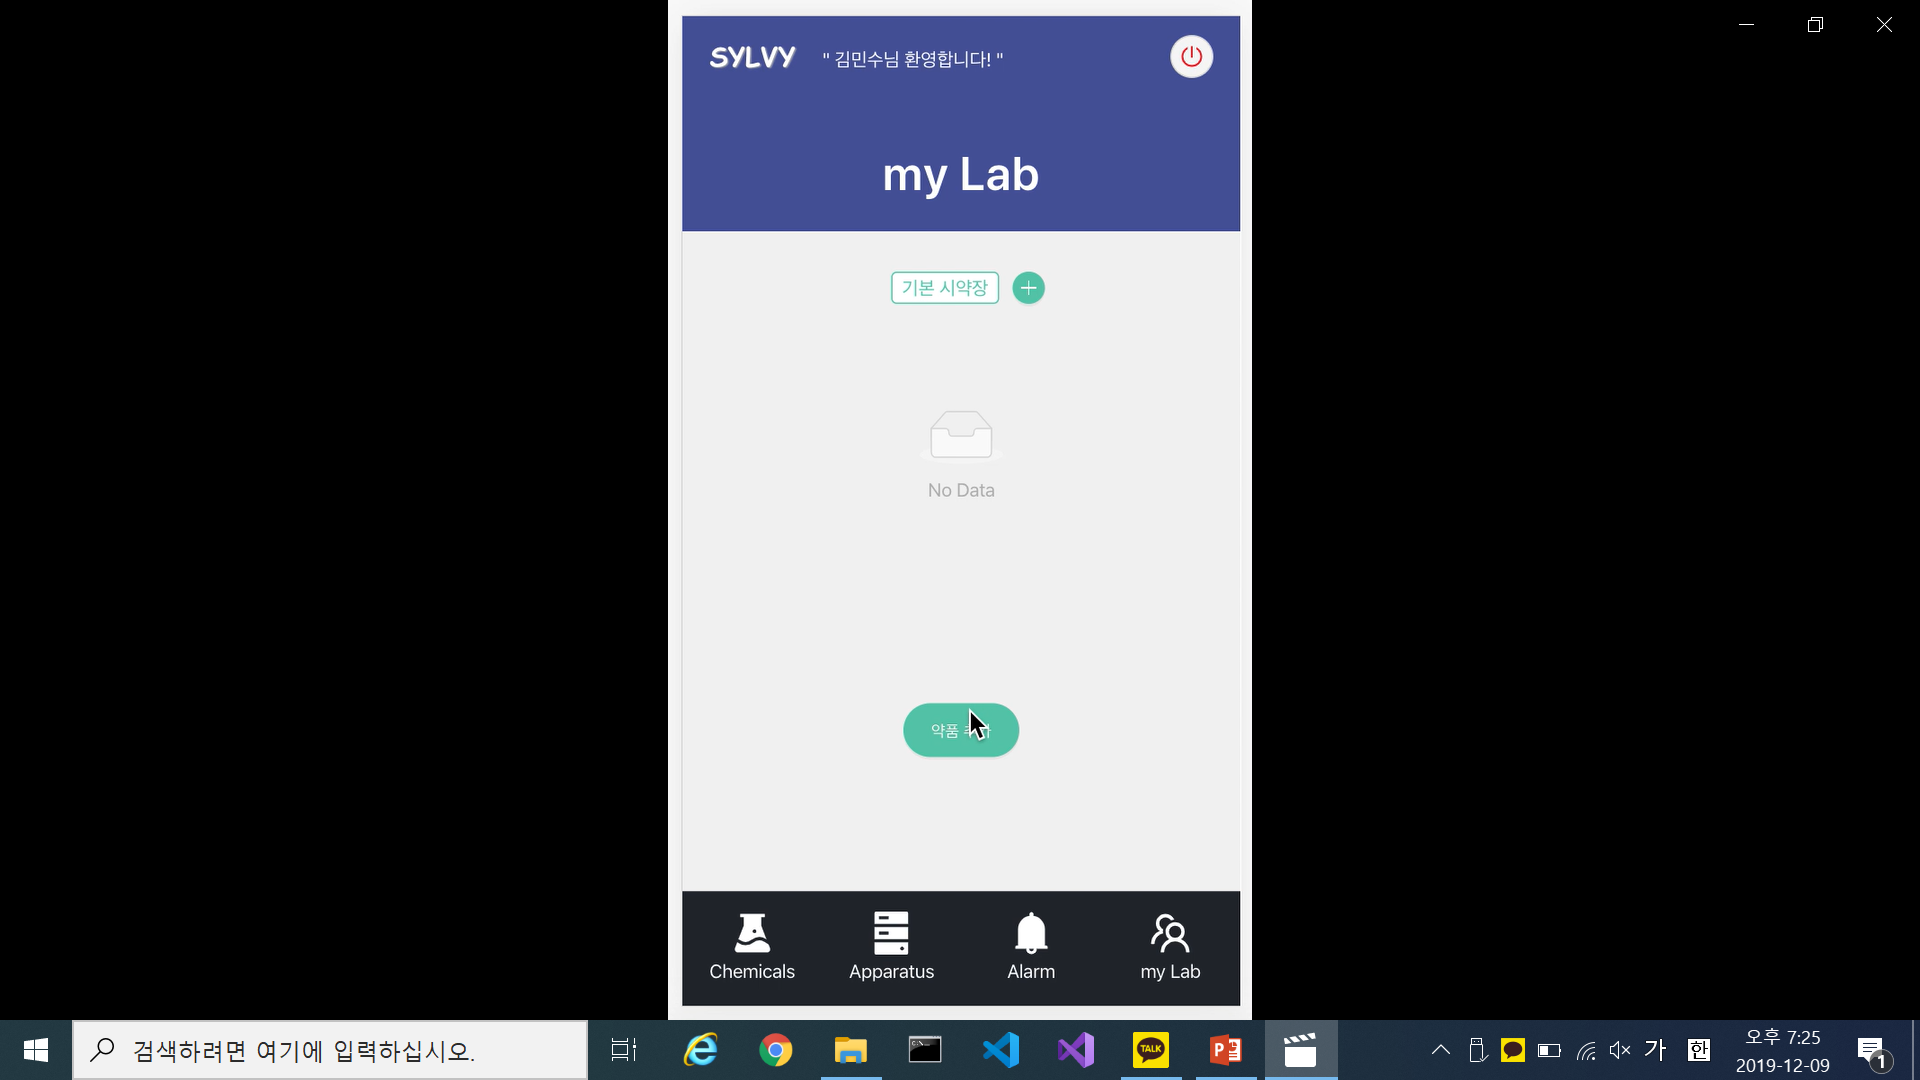 SYLVY " 김민수님 환영합니다! "
my Lab
기본 시약장
No Data
약품
Chemicals Apparatus Alarm my Lab
검색하려면 여기에 입력하십시오.
TALK
가 한
오후 7:25
2019-12-09
1